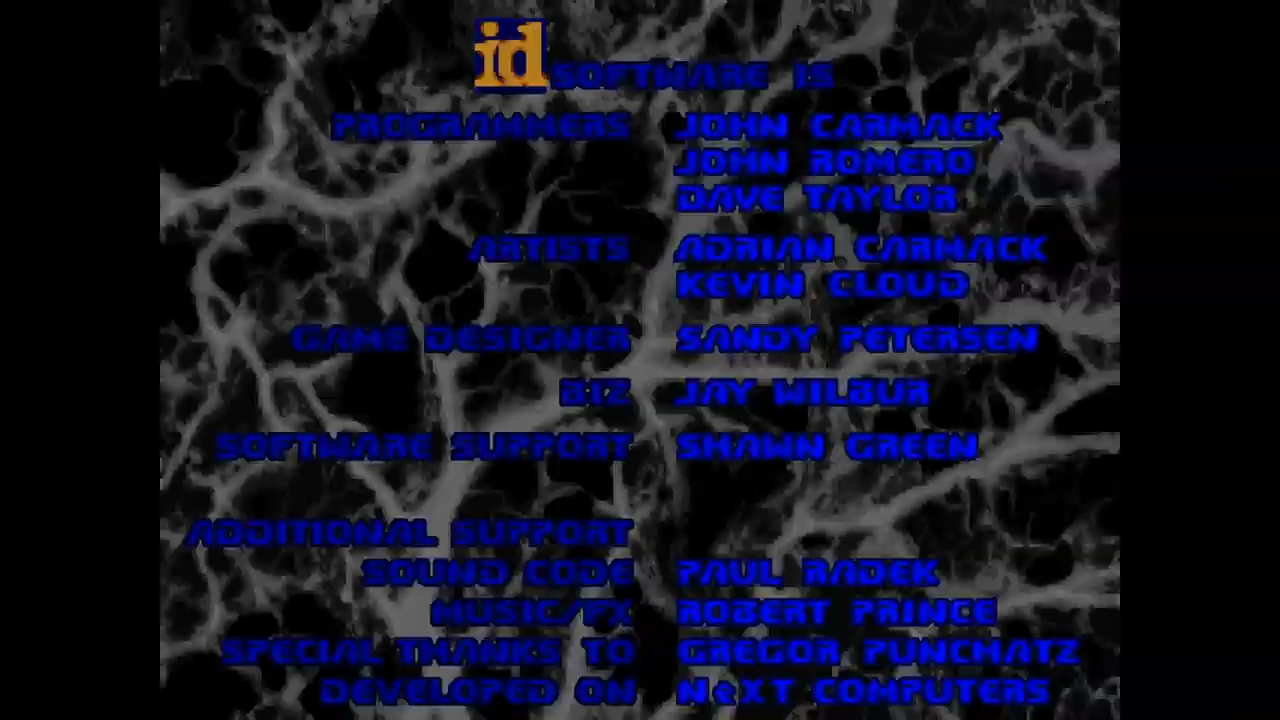 id SOFTWARE IS
PROGRAMMERS JOHN CARMACK
JOHN ROMERO
DAVE TAYLOR
ARTISTS ADRIAN CARMACK
KEVIN CLOUD
GAME DESIGNER SANDY PETERSEN
BIZ JAY WILBUR
SOFTWARE SUPPORT SHAWN GREEN
ADDITIONAL SUPPORT
SOUND CODE PAUL RADEK
MUSIC/FX ROBERT PRINCE
SPECIAL THANKS TO GREGOR PUNCHATZ
DEVELOPED ON NeXT COMPUTERS